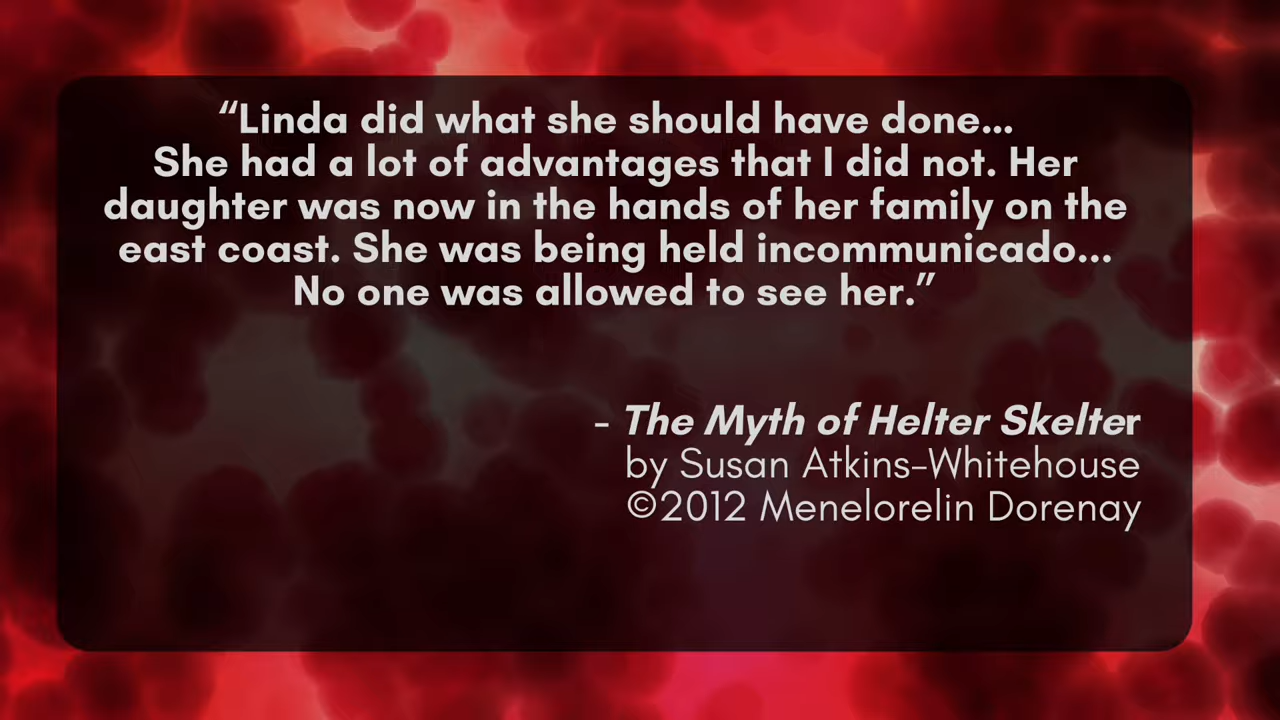 “Linda did what she should have done...
She had a lot of advantages that I did not. Her
daughter was now in the hands of her family on the
east coast. She was being held incommunicado...
No one was allowed to see her.”
- The Myth of Helter Skelter
by Susan Atkins-Whitehouse
©2012 Menelorelin Dorenay